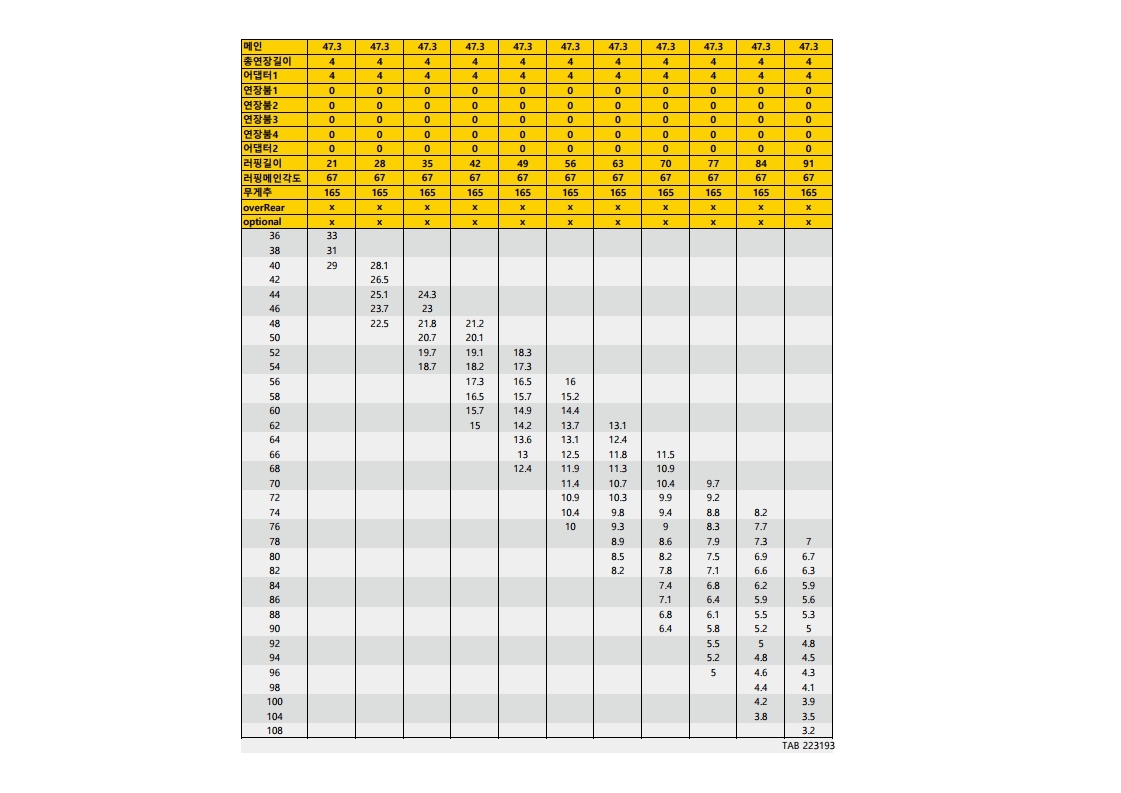 메인 47.3 47.3 47.3 47.3 47.3 47.3 47.3 47.3 47.3 47.3 47.3
총연장길이 4 4 4 4 4 4 4 4 4 4 4
어댑터1 4 4 4 4 4 4 4 4 4 4 4
연장붐1 0 0 0 0 0 0 0 0 0 0 0
연장붐2 0 0 0 0 0 0 0 0 0 0 0
연장붐3 0 0 0 0 0 0 0 0 0 0 0
연장붐4 0 0 0 0 0 0 0 0 0 0 0
어댑터2 0 0 0 0 0 0 0 0 0 0 0
러핑길이 21 28 35 42 49 56 63 70 77 84 91
러핑메인각도 67 67 67 67 67 67 67 67 67 67 67
무게추 165 165 165 165 165 165 165 165 165 165 165
overRear x x x x x x x x x x x
optional x x x x x x x x x x x
36 33
38 31
40 29 28.1
42 26.5
44 25.1 24.3
46 23.7 23
48 22.5 21.8 21.2
50 20.7 20.1
52 19.7 19.1 18.3
54 18.7 18.2 17.3
56 17.3 16.5 16
58 16.5 15.7 15.2
60 15.7 14.9 14.4
62 15 14.2 13.7 13.1
64 13.6 13.1 12.4
66 13 12.5 11.8 11.5
68 12.4 11.9 11.3 10.9
70 11.4 10.7 10.4 9.7
72 10.9 10.3 9.9 9.2
74 10.4 9.8 9.4 8.8 8.2
76 10 9.3 9 8.3 7.7
78 8.9 8.6 7.9 7.3 7
80 8.5 8.2 7.5 6.9 6.7
82 8.2 7.8 7.1 6.6 6.3
84 7.4 6.8 6.2 5.9
86 7.1 6.4 5.9 5.6
88 6.8 6.1 5.5 5.3
90 6.4 5.8 5.2 5
92 5.5 5 4.8
94 5.2 4.8 4.5
96 5 4.6 4.3
98 4.4 4.1
100 4.2 3.9
104 3.8 3.5
108 3.2
TAB 223193